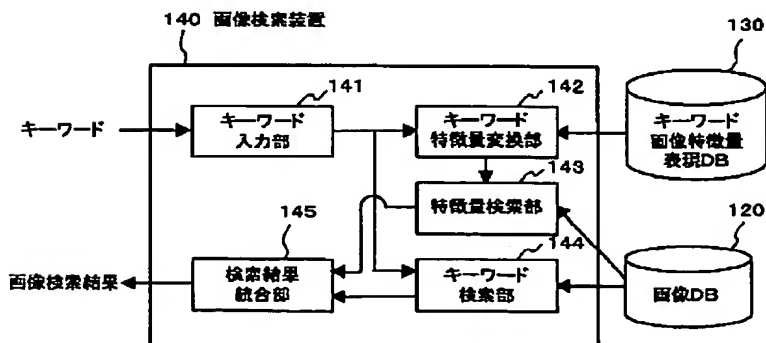 140 画像検索装置
130
141
142
キーワード
キーワード
入力部
キーワード
特徴量変換部
キーワード
画像特徴量
表現DB
143
特徴量検索部
145
144
120
画像検索結果
検索結果
統合部
キーワード
検索部
画像DB